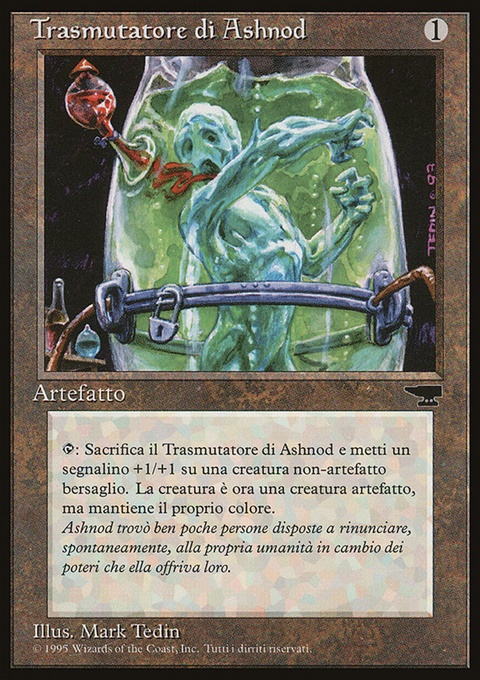 Trasmutatore di Ashnod 1
TEDIN © 93
Artefatto
: Sacrifica il Trasmutatore di Ashnod e metti un
segnalino +1/+1 su una creatura non-artefatto
bersaglio. La creatura è ora una creatura artefatto,
ma mantiene il proprio colore.
Ashnod trovò ben poche persone disposte a rinunciare,
spontaneamente, alla propria umanità in cambio dei
poteri che ella offriva loro.
Illus. Mark Tedin
© 1995 Wizards of the Coast, Inc. Tutti i diritti riservati.